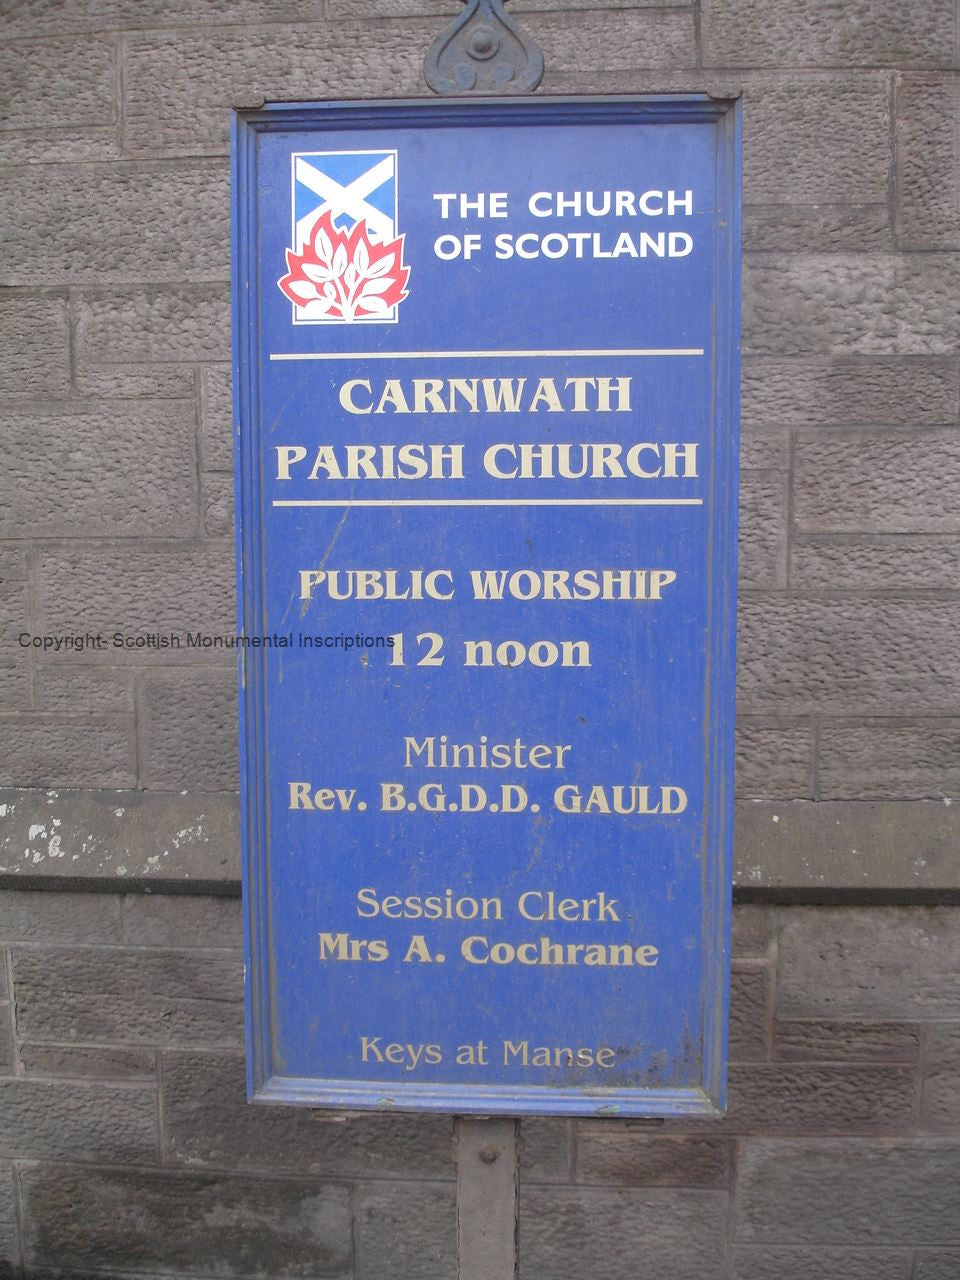 THE CHURCH
OF SCOTLAND
CARNWATH
PARISH CHURCH
PUBLIC WORSHIP
Copyright- Scottish Monumental Inscriptions
12 noon
Minister
Rev. B.G.D.D. GAULD
Session Clerk
Mrs A. Cochrane
Keys at Manse